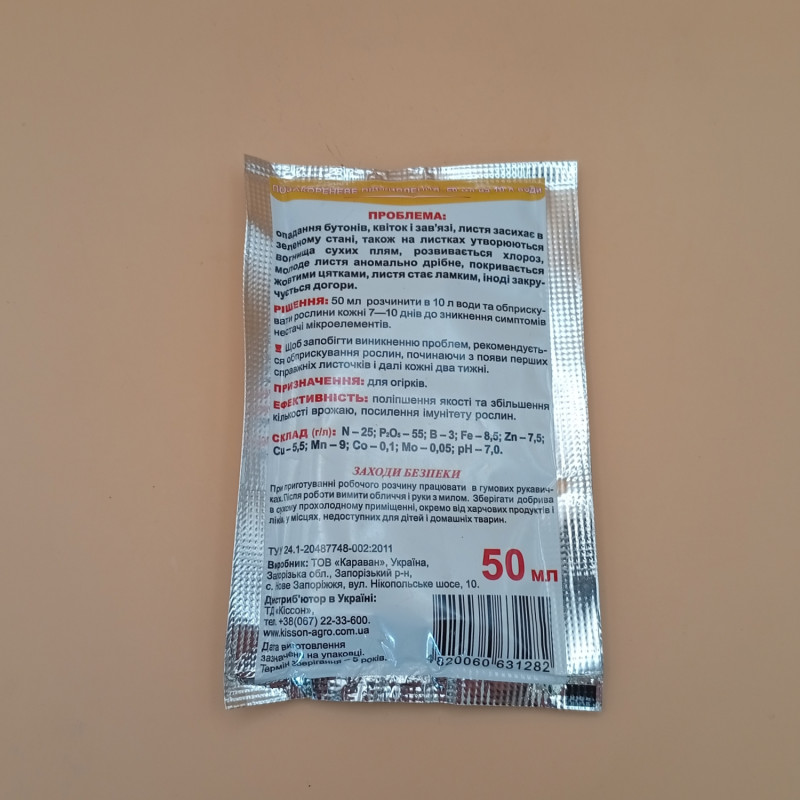 ПРОБЛЕМА:
опадання бутонів, квіток і зав'язі, листя засихає в
зеленому стані, також на листках утворюються
вогнища сухих плям, розвивається хлороз,
молоде листя аномально дрібне, покривається
жовтими цятками, листя стає ламким, іноді закру-
чується догори.
РІШЕННЯ: 50 мл розчинити в 10 л води та обприску-
вати рослини кожні 7—10 днів до зникнення симптомів
нестачі мікроелементів.
Щоб запобігти виникненню проблем, рекомендуєть-
ся обприскування рослин, починаючи з появи перших
справжніх листочків і далі кожні два тижні.
ПРИЗНАЧЕННЯ: для огірків.
ЕФЕКТИВНІСТЬ: поліпшення якості та збільшення
кількості врожаю, посилення імунітету рослин.
СКЛАД (г/л): N – 25; P₂O₅ – 55; B – 3; Fe – 8,5; Zn – 7,5;
Cu – 5,5; Mn – 9; Co – 0,1; Mo – 0,05; pH – 7,0.
ЗАХОДИ БЕЗПЕКИ
При приготуванні робочого розчину працювати в гумових рукавич-
ках. Після роботи вимити обличчя і руки з милом. Зберігати добрива
в сухому прохолодному приміщенні, окремо від харчових продуктів і
ліків, у місцях, недоступних для дітей і домашніх тварин.
ТУ У 24.1-20487748-002:2011
Виробник: ТОВ «Караван», Україна,
Запорізька обл., Запорізький р-н,
с. Нове Запоріжжя, вул. Нікопольське шосе, 10.
50 мл
Дистриб'ютор в Україні:
ТД «Кіссон»,
тел. +38(067) 22-33-600.
www.kisson-agro.com.ua
Дата виготовлення
зазначено на упаковці.
Термін зберігання – 5 років.
820060 631282